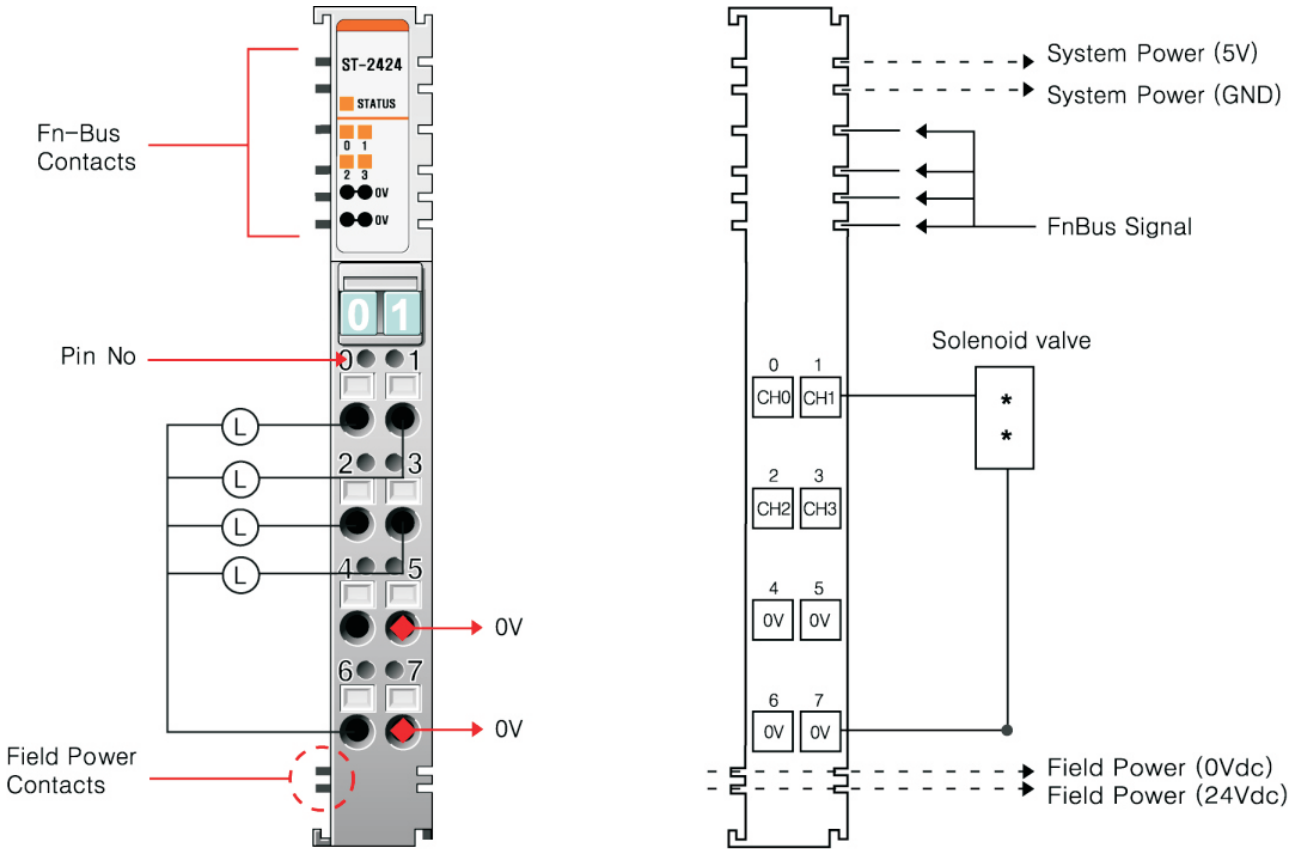 ST-2424
STATUS
0 1
2 3
0V
0V
Fn-Bus
Contacts
0 1
Pin No
0 1
L
2 3
L
L
L
4 5
0V
6 7
0V
Field Power
Contacts
System Power (5V)
System Power (GND)
FnBus Signal
Solenoid valve
0 1
CH0 CH1
*
*
2 3
CH2 CH3
4 5
0V 0V
6 7
0V 0V
Field Power (0Vdc)
Field Power (24Vdc)